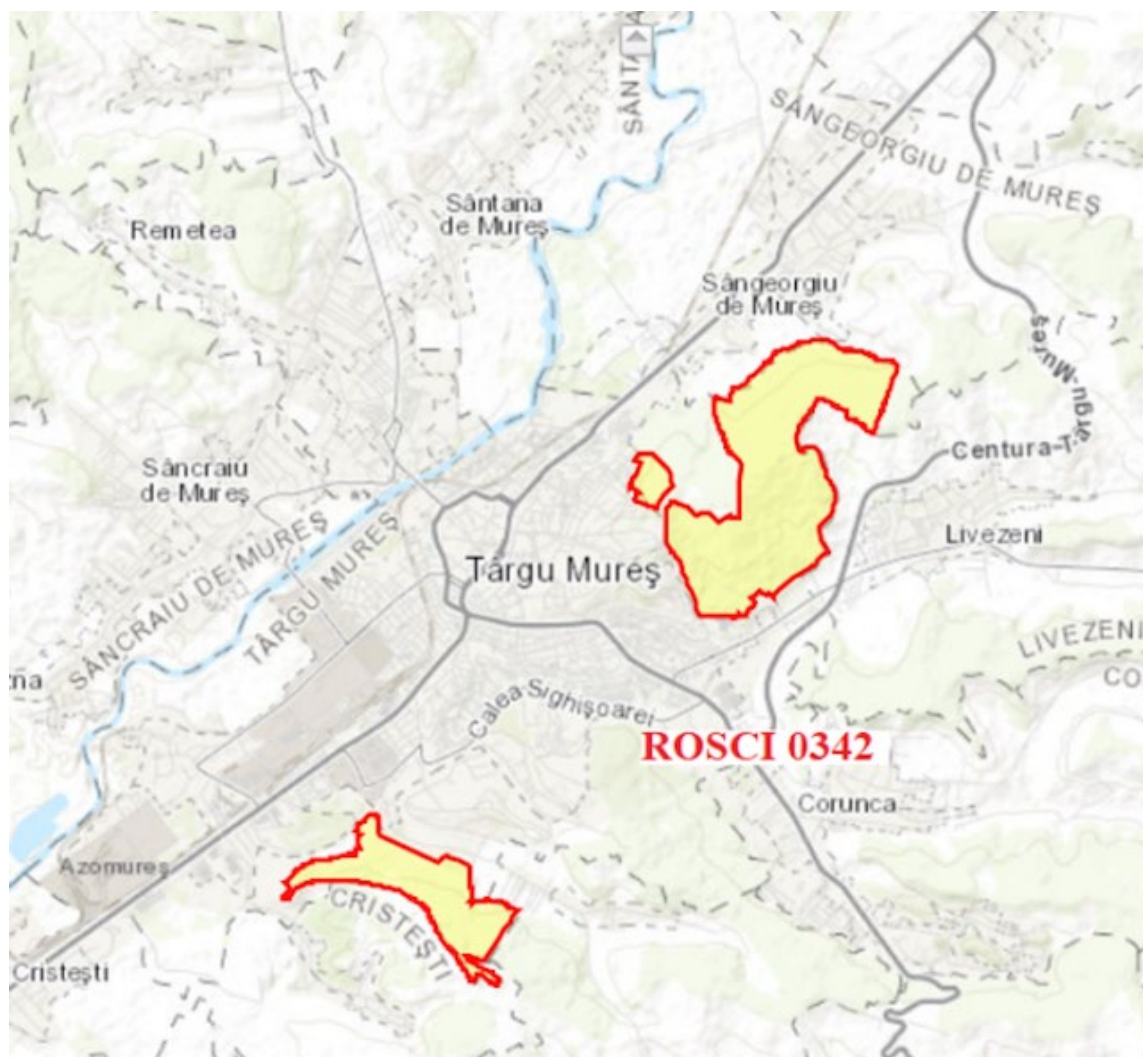 SÂNTA
SÂNGEORGIU DE MUREȘ
Sântana
de Mureș
Remetea
Sângeorgiu
de Mureș
Centura-Târgu-Mureș
Sâncraiu
de Mureș
Livezeni
Târgu Mureș
SÂNCRAIU DE MUREȘ
TÂRGU MUREȘ
LIVEZENI
CO
na
Calea Sighișoarei
ROSCI 0342
Corunca
Azomureș
CRISTEȘTI
Cristești